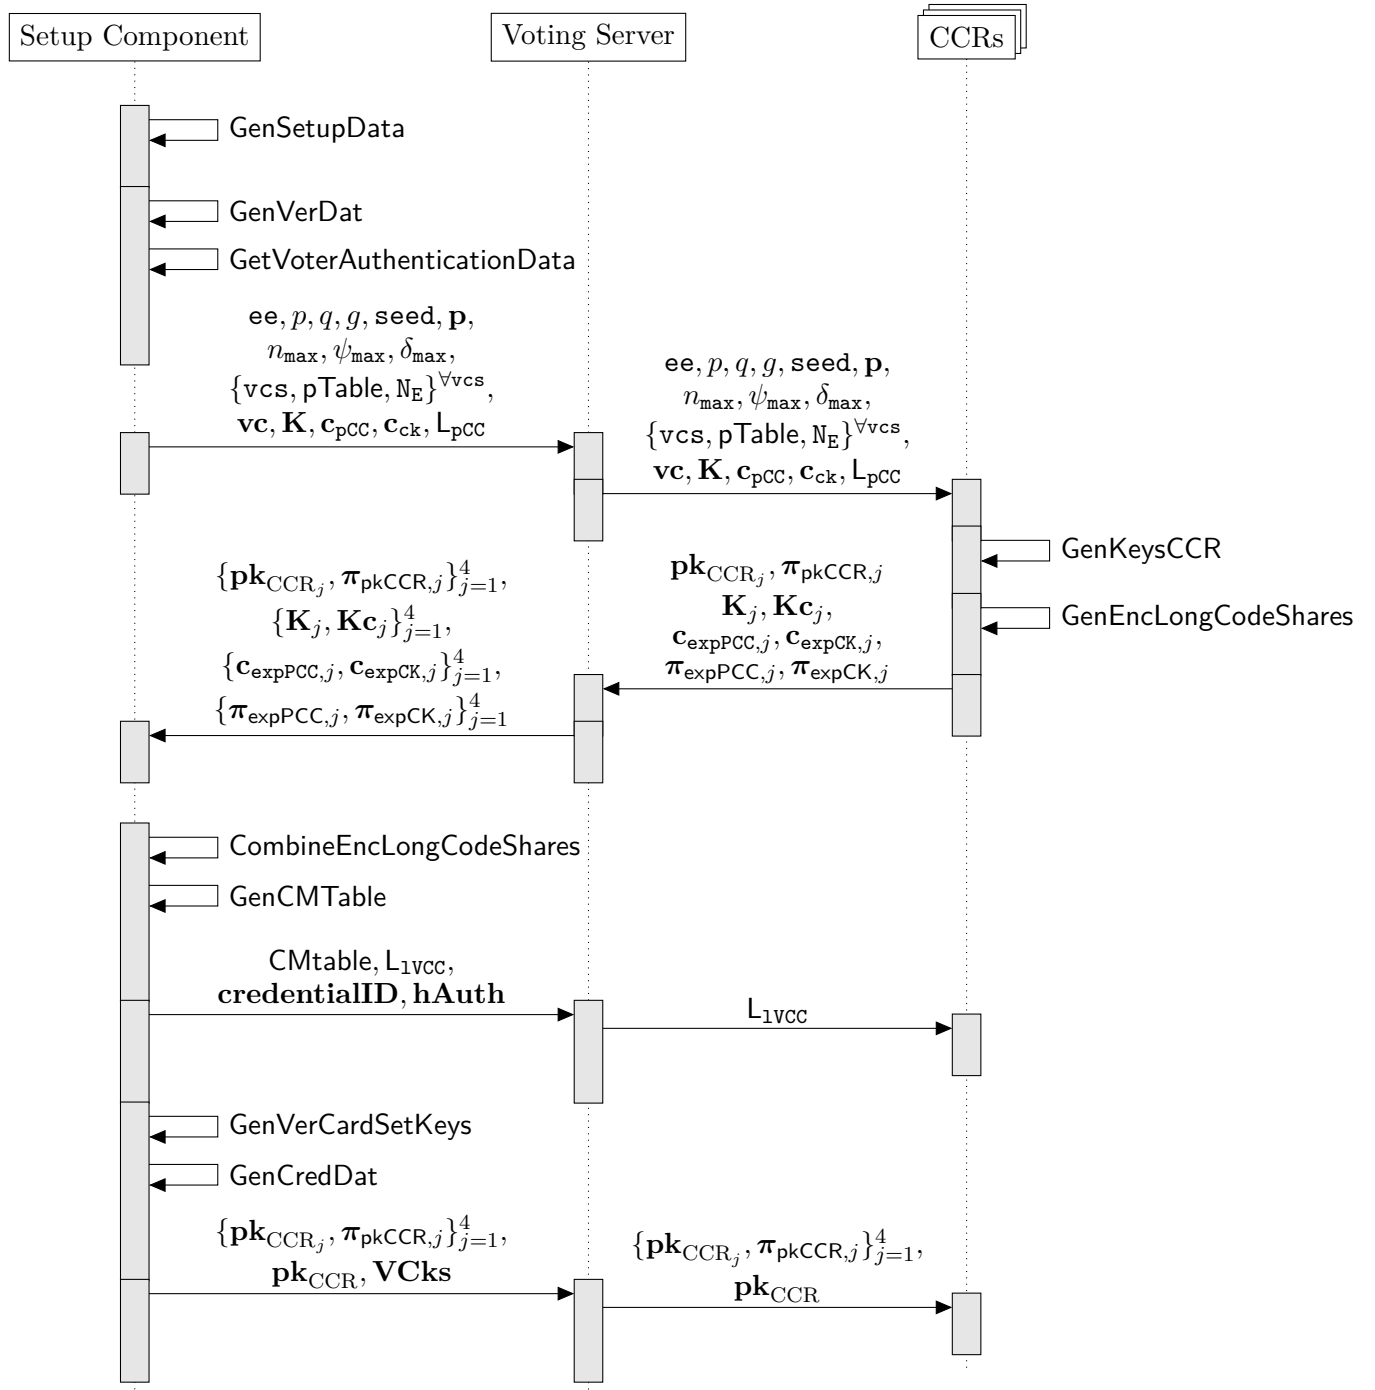 Setup Component
Voting Server
CCRs
GenSetupData
GenVerDat
GetVoterAuthenticationData
ee, p, q, g, seed, p,
n_max, ψ_max, δ_max,
{vcs, pTable, N_E}^∀vcs,
vc, K, c_pCC, c_ck, L_pCC
ee, p, q, g, seed, p,
n_max, ψ_max, δ_max,
{vcs, pTable, N_E}^∀vcs,
vc, K, c_pCC, c_ck, L_pCC
GenKeysCCR
GenEncLongCodeShares
pk_CCR_j, π_pkCCR,j
K_j, Kc_j,
c_expPCC,j, c_expCK,j,
π_expPCC,j, π_expCK,j
{pk_CCR_j, π_pkCCR,j}^4_j=1,
{K_j, Kc_j}^4_j=1,
{c_expPCC,j, c_expCK,j}^4_j=1,
{π_expPCC,j, π_expCK,j}^4_j=1
CombineEncLongCodeShares
GenCMTable
CMtable, L_lVCC,
credentialID, hAuth
L_lVCC
GenVerCardSetKeys
GenCredDat
{pk_CCR_j, π_pkCCR,j}^4_j=1,
pk_CCR, VCks
{pk_CCR_j, π_pkCCR,j}^4_j=1,
pk_CCR